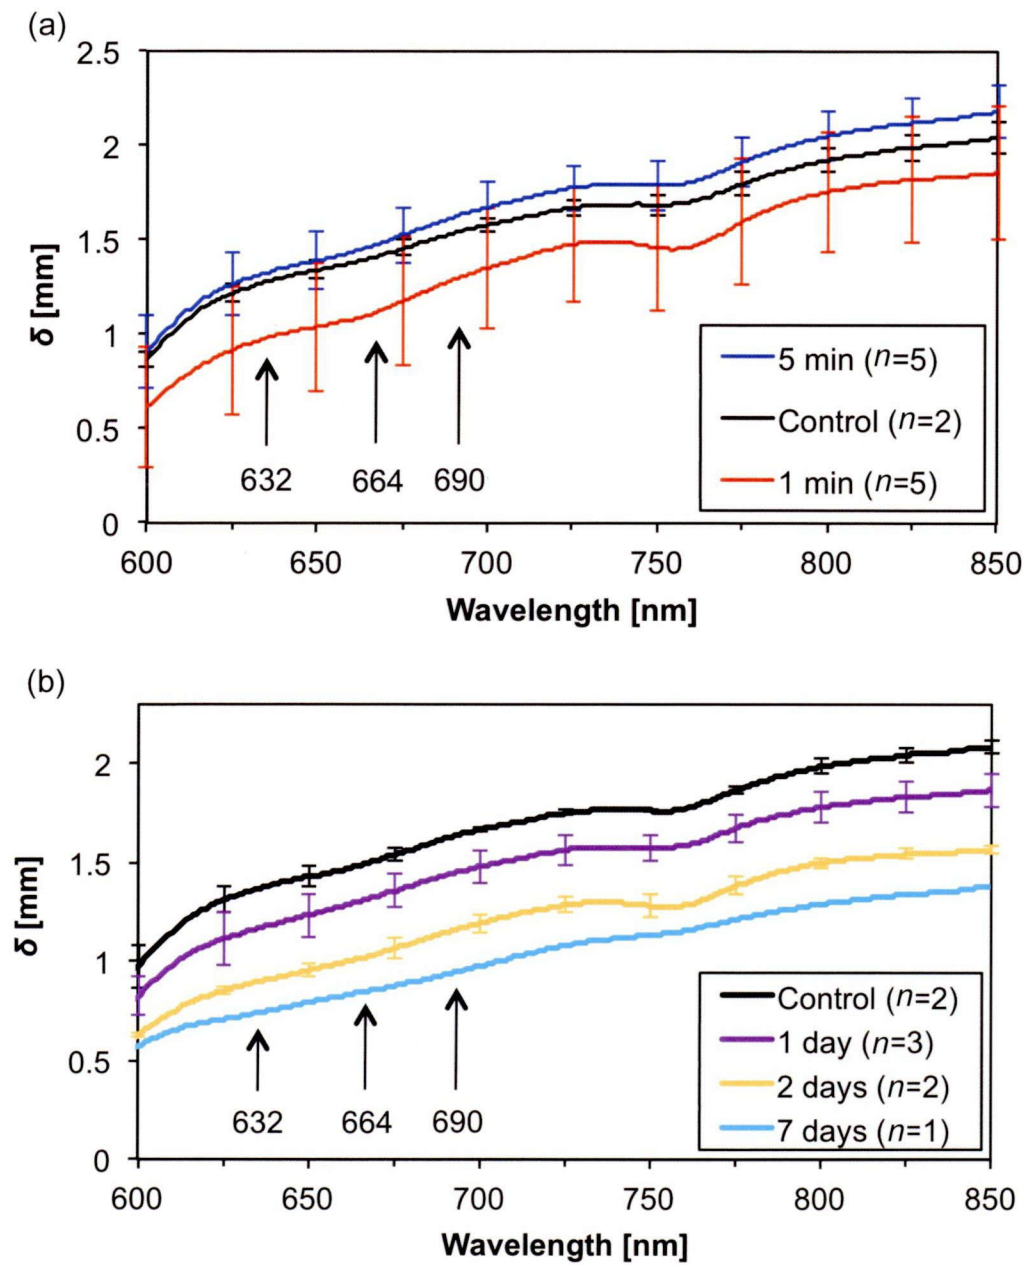 (a)
2.5
2
1.5
1
0.5
0
δ [mm]
632 664 690
5 min (n=5)
Control (n=2)
1 min (n=5)
600 650 700 750 800 850
Wavelength [nm]
(b)
2
1.5
1
0.5
0
δ [mm]
632 664 690
Control (n=2)
1 day (n=3)
2 days (n=2)
7 days (n=1)
600 650 700 750 800 850
Wavelength [nm]